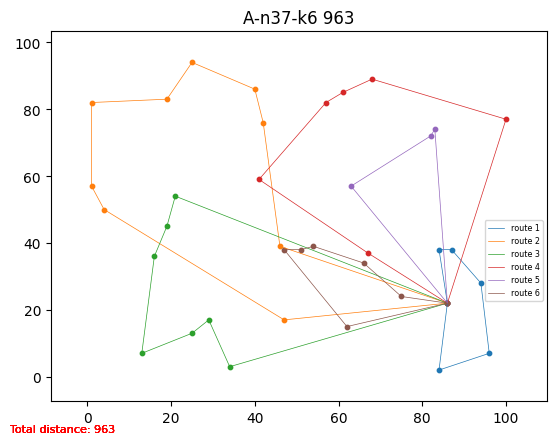 A-n37-k6 963
100
80
60
40
20
0
route 1
route 2
route 3
route 4
route 5
route 6
0 20 40 60 80 100
Total distance: 963